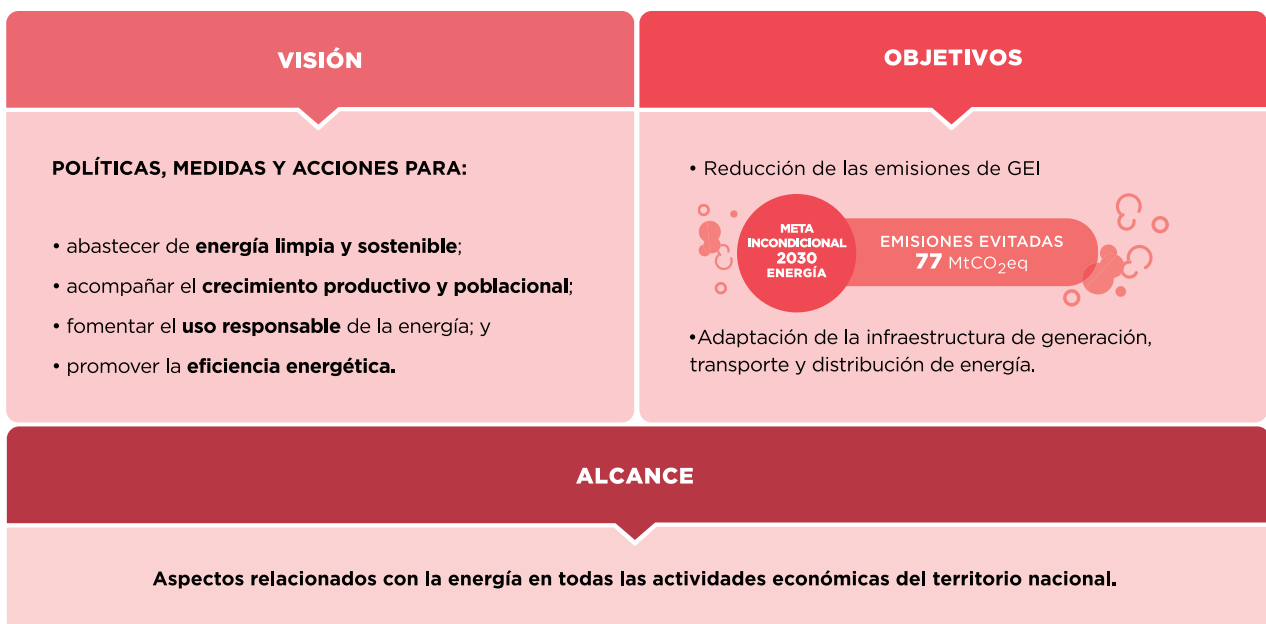 VISIÓN
POLÍTICAS, MEDIDAS Y ACCIONES PARA:
• abastecer de energía limpia y sostenible;
• acompañar el crecimiento productivo y poblacional;
• fomentar el uso responsable de la energía; y
• promover la eficiencia energética.
OBJETIVOS
• Reducción de las emisiones de GEI
META
INCONDICIONAL
2030
ENERGÍA
EMISIONES EVITADAS
77 MtCO₂eq
•Adaptación de la infraestructura de generación,
transporte y distribución de energía.
ALCANCE
Aspectos relacionados con la energía en todas las actividades económicas del territorio nacional.